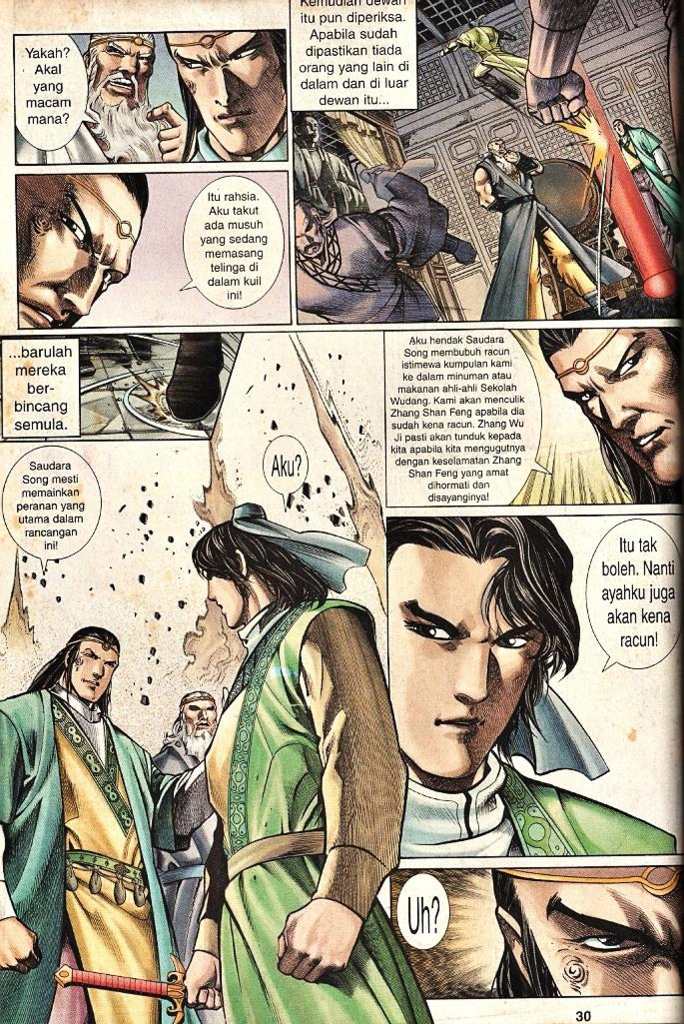 Yakah?
Akal
yang
macam
mana?
Kemudian dewan
itu pun diperiksa.
Apabila sudah
dipastikan tiada
orang yang lain di
dalam dan di luar
dewan itu...
Itu rahsia.
Aku takut
ada musuh
yang sedang
memasang
telinga di
dalam kuil
ini!
...barulah
mereka
ber-
bincang
semula.
Aku hendak Saudara
Song membubuh racun
istimewa kumpulan kami
ke dalam minuman atau
makanan ahli-ahli Sekolah
Wudang. Kami akan menculik
Zhang Shan Feng apabila dia
sudah kena racun. Zhang Wu
Ji pasti akan tunduk kepada
kita apabila kita mengugutnya
dengan keselamatan Zhang
Shan Feng yang amat
dihormati dan
disayanginya!
Saudara
Song mesti
memainkan
peranan yang
utama dalam
rancangan
ini!
Aku?
Itu tak
boleh. Nanti
ayahku juga
akan kena
racun!
Uh?
30